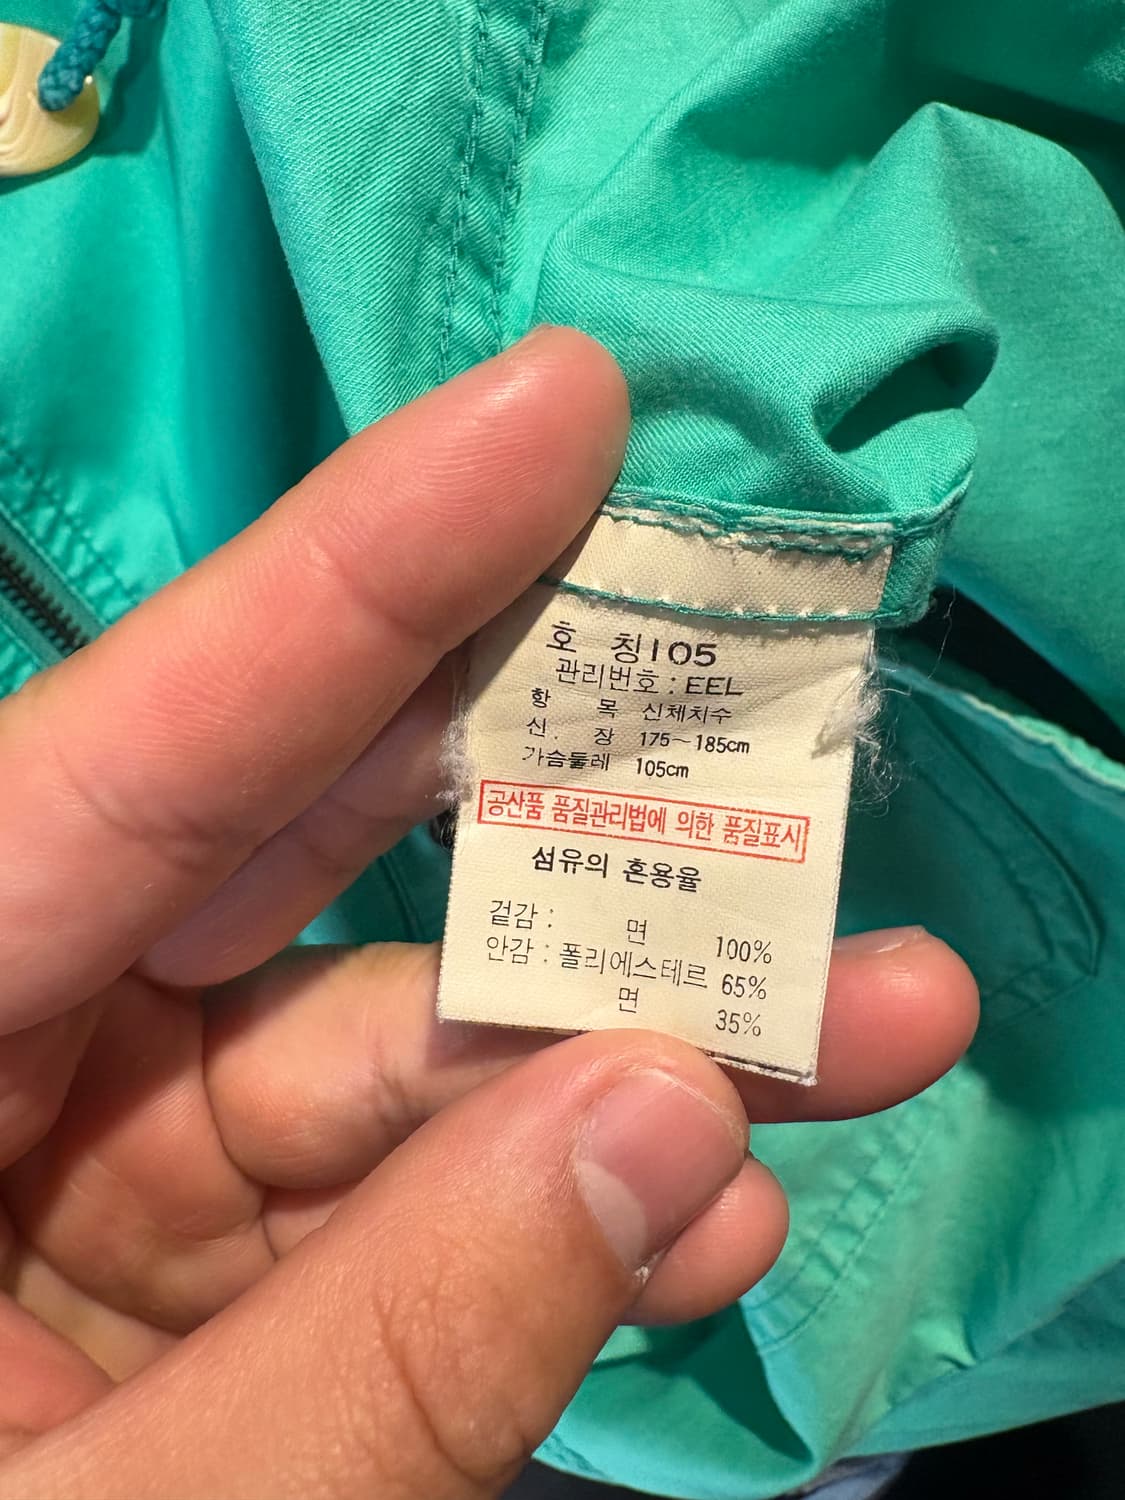 호 칭105
관리번호 : EEL
항 목 신체치수
신. 장 175~185cm
가슴둘레 105cm
공산품 품질관리법에 의한 품질표시
섬유의 혼용율
겉감 : 면 100%
안감 : 폴리에스테르 65%
면 35%